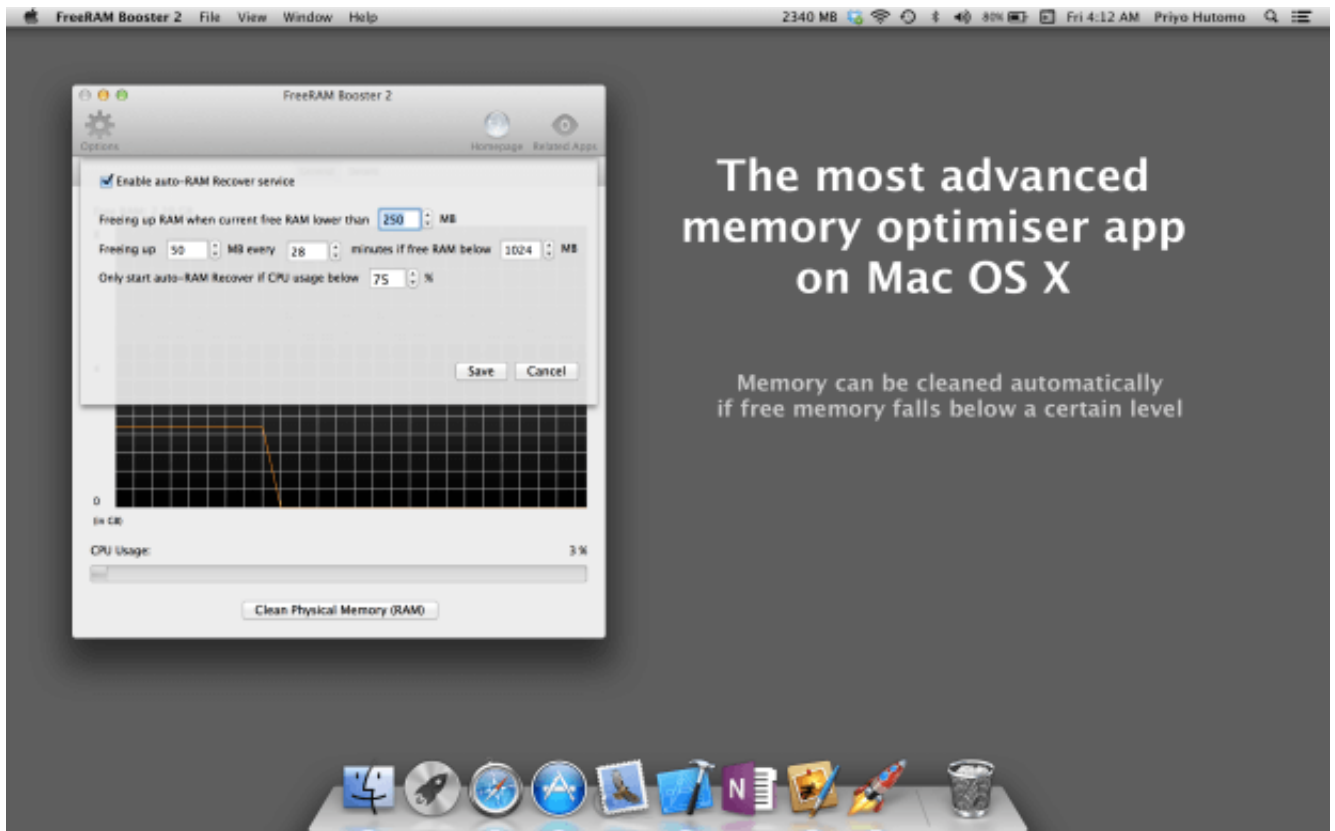 FreeRAM Booster 2 File View Window Help 2340 MB 80% Fri 4:12 AM Priyo Hutomo
FreeRAM Booster 2
Options Homepage Related Apps
Enable auto-RAM Recover service
Freeing up RAM when current free RAM lower than 250 MB
Freeing up 50 MB every 28 minutes if free RAM below 1024 MB
Only start auto-RAM Recover if CPU usage below 75 %
Save Cancel
0
(in GB)
CPU Usage: 3 %
Clean Physical Memory (RAM)
The most advanced
memory optimiser app
on Mac OS X
Memory can be cleaned automatically
if free memory falls below a certain level
N